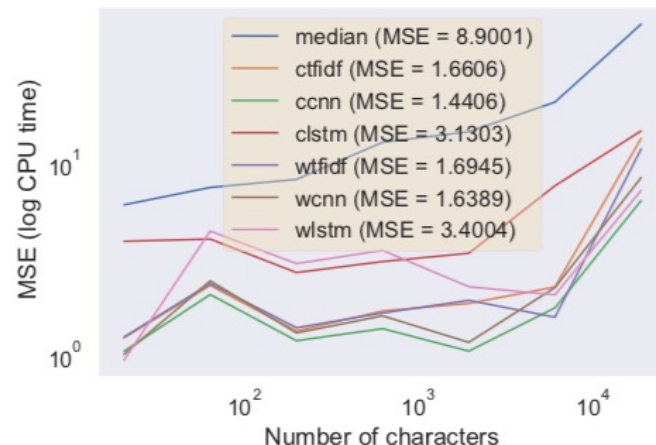 median (MSE = 8.9001)
ctfidf (MSE = 1.6606)
ccnn (MSE = 1.4406)
clstm (MSE = 3.1303)
wtfidf (MSE = 1.6945)
wcnn (MSE = 1.6389)
wlstm (MSE = 3.4004)
MSE (log CPU time)
10^1
10^0
10^2 10^3 10^4
Number of characters